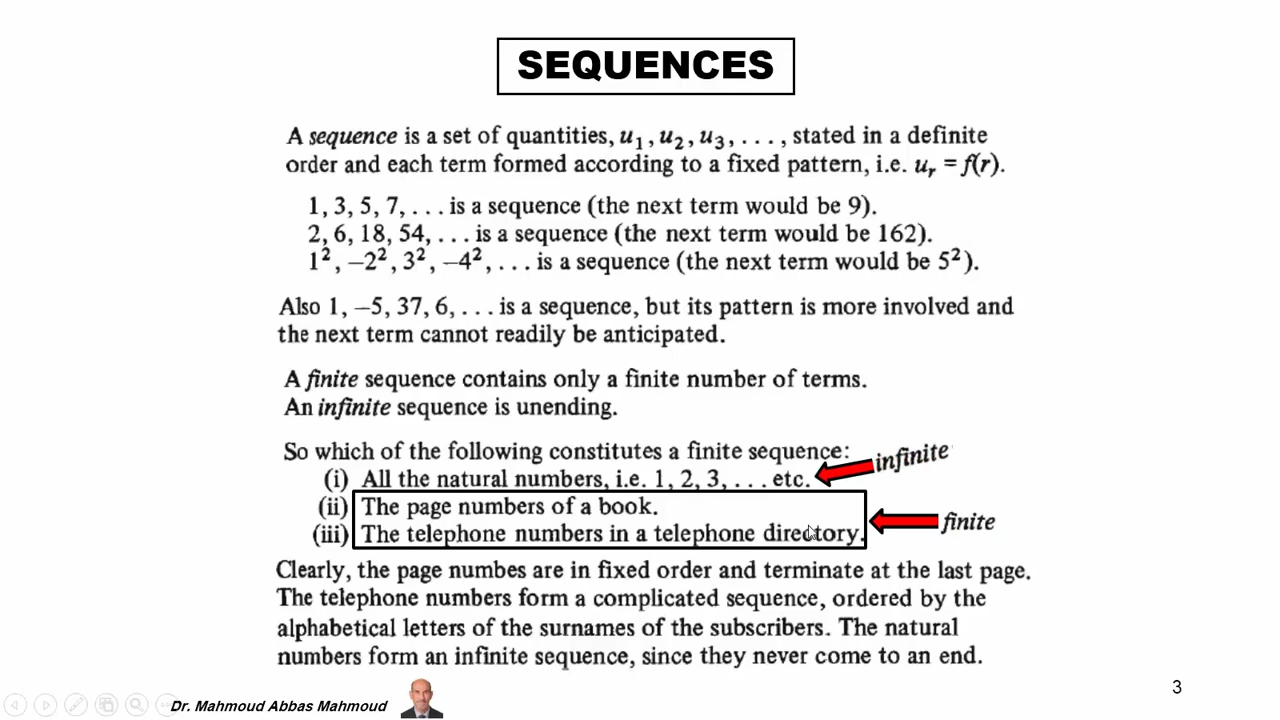 SEQUENCES
A sequence is a set of quantities, u₁, u₂, u₃, . . . , stated in a definite
order and each term formed according to a fixed pattern, i.e. uᵣ = f(r).
1, 3, 5, 7, . . . is a sequence (the next term would be 9).
2, 6, 18, 54, . . . is a sequence (the next term would be 162).
1², −2², 3², −4², . . . is a sequence (the next term would be 5²).
Also 1, −5, 37, 6, . . . is a sequence, but its pattern is more involved and
the next term cannot readily be anticipated.
A finite sequence contains only a finite number of terms.
An infinite sequence is unending.
So which of the following constitutes a finite sequence:
(i) All the natural numbers, i.e. 1, 2, 3, . . . etc. infinite
(ii) The page numbers of a book.
(iii) The telephone numbers in a telephone directory. finite
Clearly, the page numbes are in fixed order and terminate at the last page.
The telephone numbers form a complicated sequence, ordered by the
alphabetical letters of the surnames of the subscribers. The natural
numbers form an infinite sequence, since they never come to an end.
Dr. Mahmoud Abbas Mahmoud
3